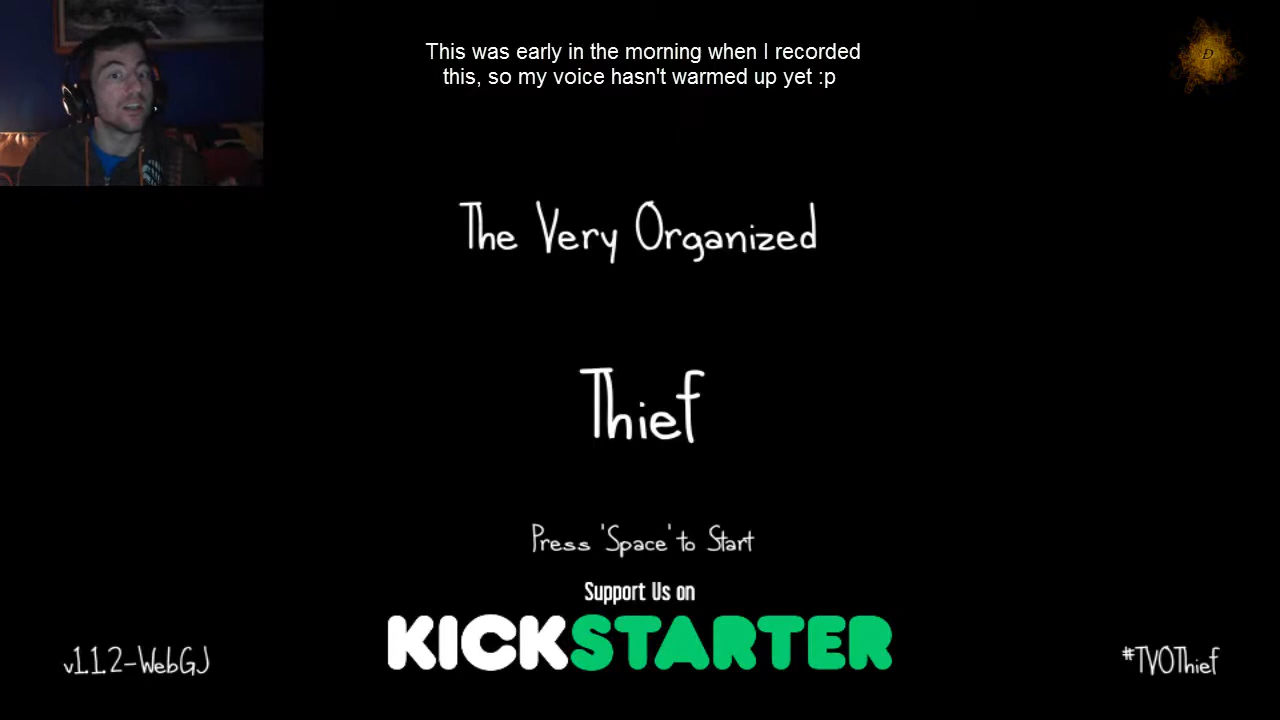 This was early in the morning when I recorded
this, so my voice hasn't warmed up yet :p
Đ
The Very Organized
Thief
Press 'Space' to Start
Support Us on
KICKSTARTER
v1.1.2-WebGJ
#TVOThief